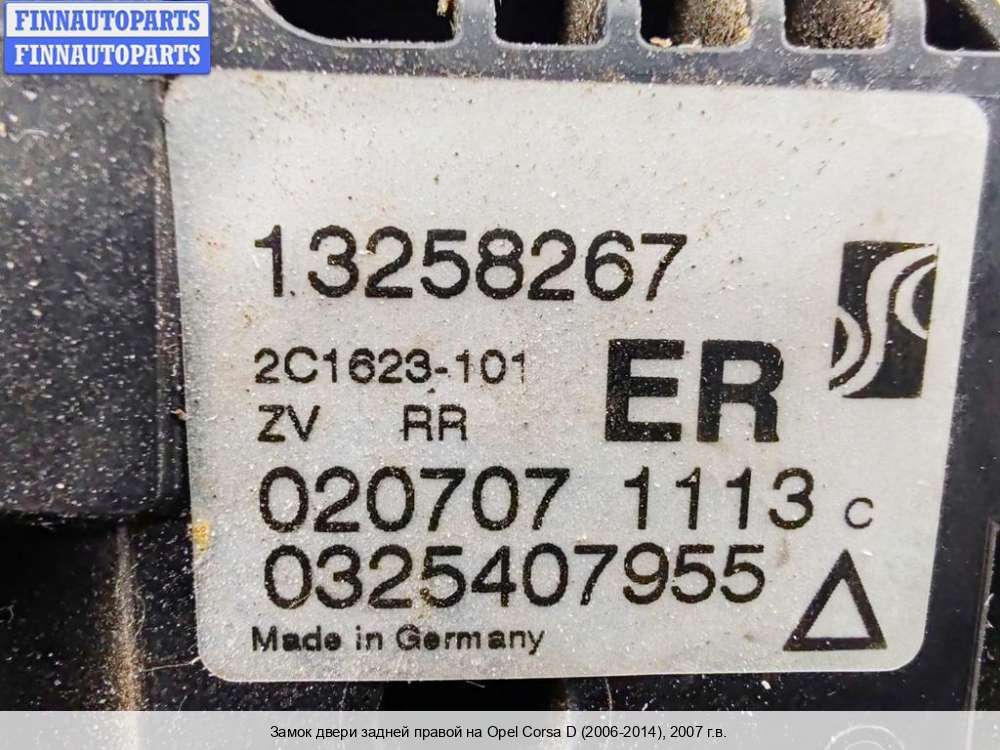 FINNAUTOPARTS
FINNAUTOPARTS
13258267
2C1623-101
ZV RR ER
020707 1113 C
0325407955
Made in Germany
Замок двери задней правой на Opel Corsa D (2006-2014), 2007 г.в.